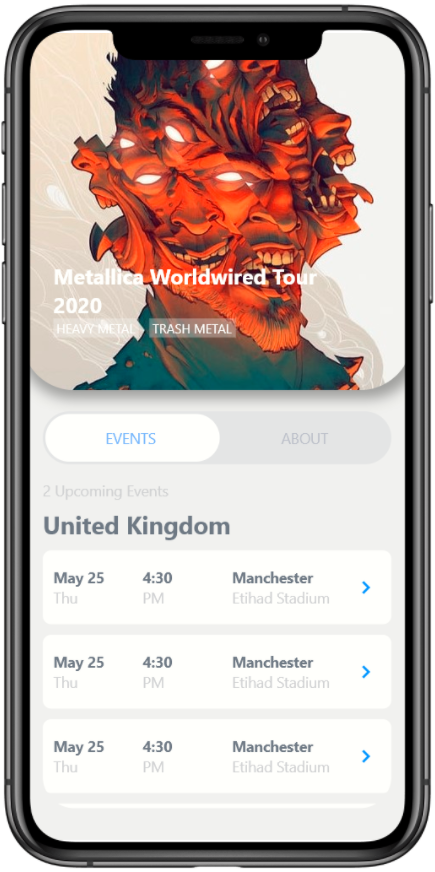 Metallica Worldwired Tour
2020
HEAVY METAL TRASH METAL
EVENTS ABOUT
2 Upcoming Events
United Kingdom
May 25 4:30 Manchester
Thu PM Etihad Stadium
May 25 4:30 Manchester
Thu PM Etihad Stadium
May 25 4:30 Manchester
Thu PM Etihad Stadium